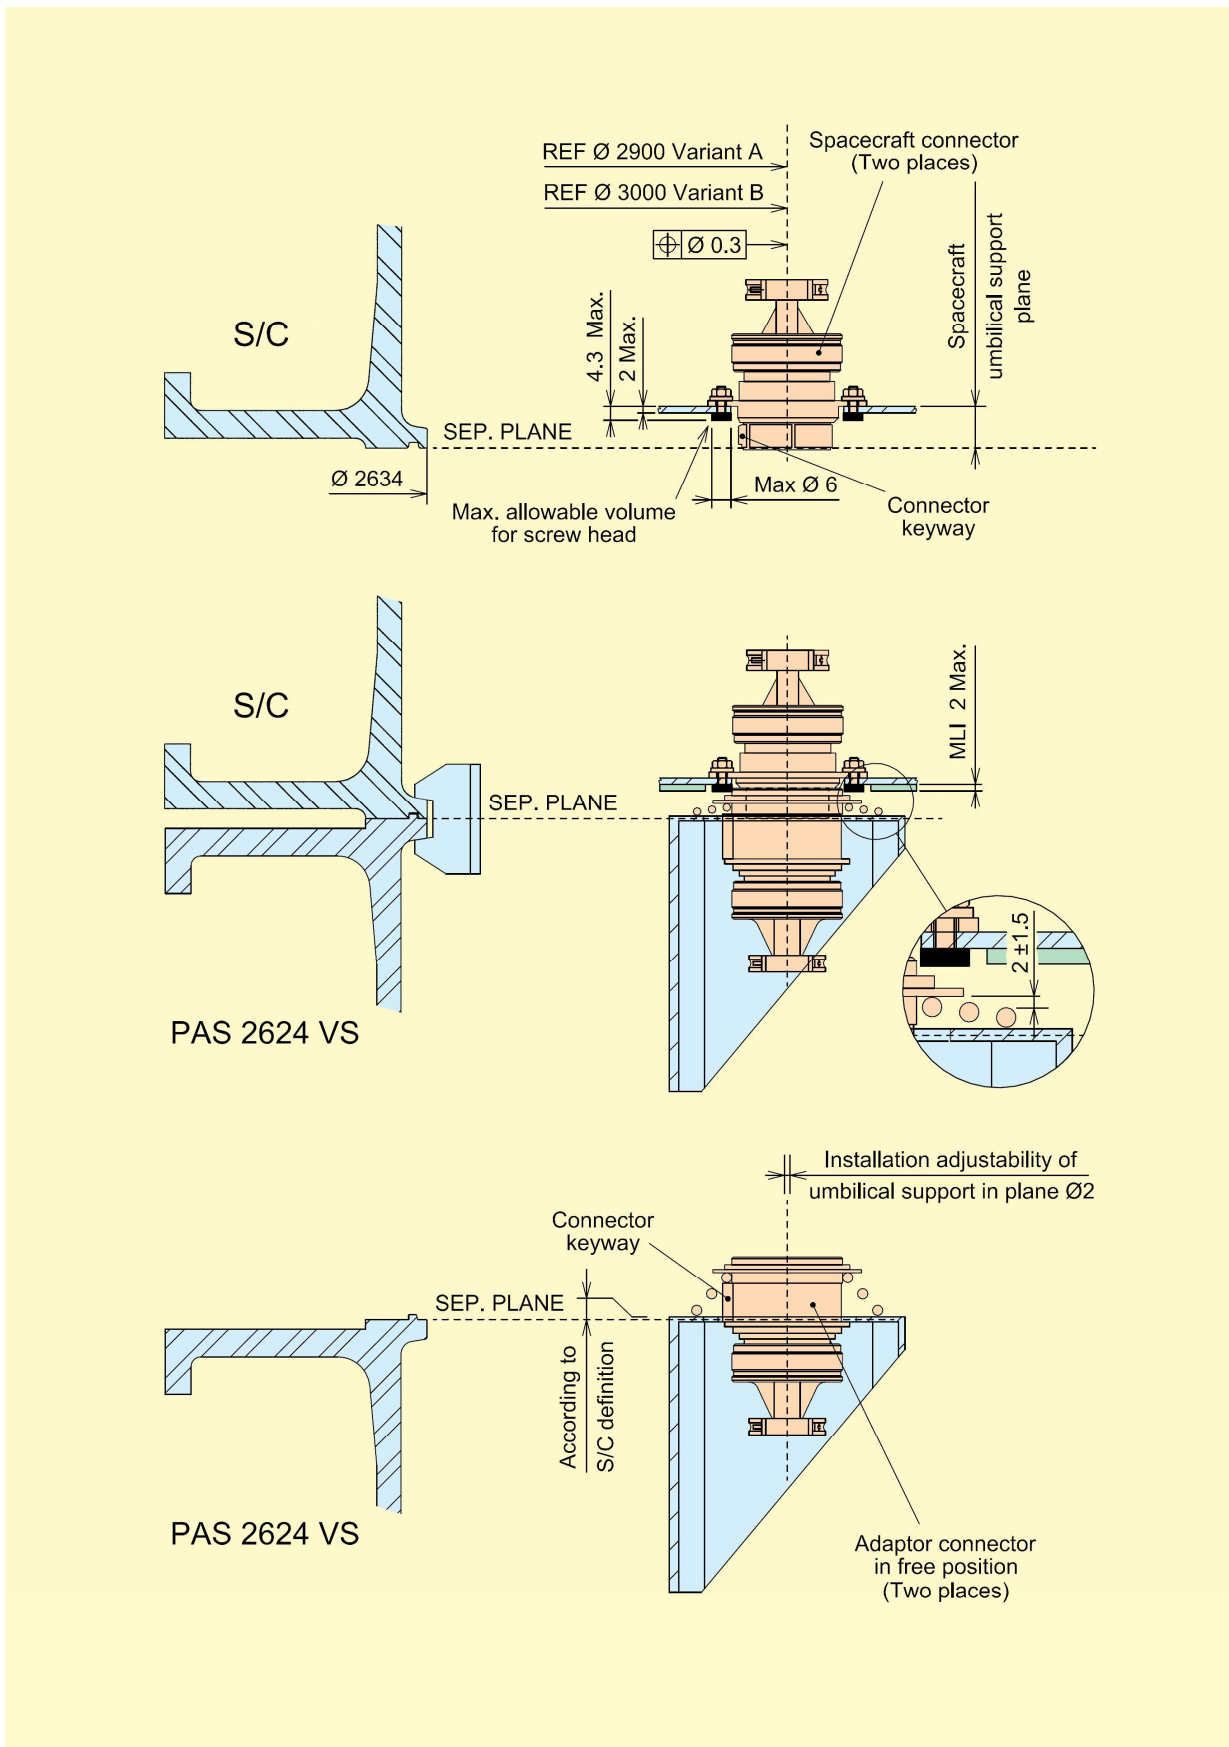 REF Ø 2900 Variant A
REF Ø 3000 Variant B
Ø 0.3
Spacecraft connector
(Two places)
Spacecraft
umbilical support
plane
S/C
4.3 Max.
2 Max.
SEP. PLANE
Ø 2634
Max Ø 6
Max. allowable volume
for screw head
Connector
keyway
S/C
SEP. PLANE
MLI 2 Max.
2 ±1.5
PAS 2624 VS
Installation adjustability of
umbilical support in plane Ø2
Connector
keyway
SEP. PLANE
According to
S/C definition
PAS 2624 VS
Adaptor connector
in free position
(Two places)